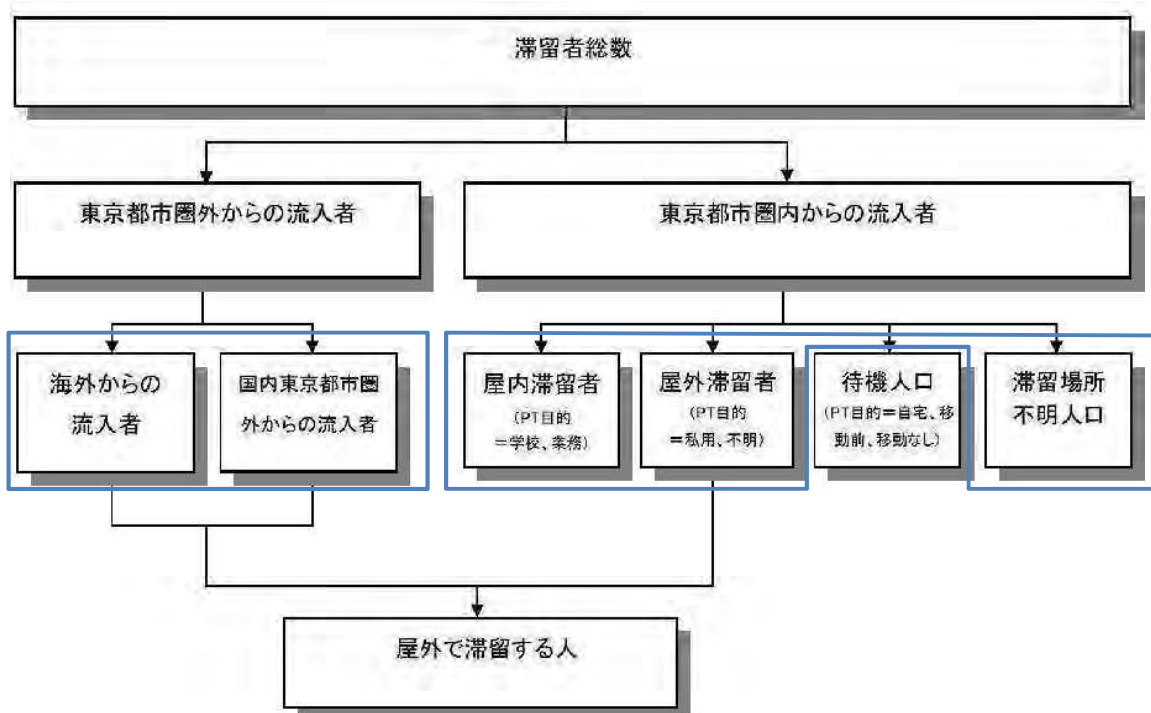 滞留者総数
東京都市圏外からの流入者
東京都市圏内からの流入者
海外からの
流入者
国内東京都市圏
外からの流入者
屋内滞留者
(PT目的
=学校、業務)
屋外滞留者
(PT目的
=私用、不明)
待機人口
(PT目的=自宅、移
動前、移動なし)
滞留場所
不明人口
屋外で滞留する人